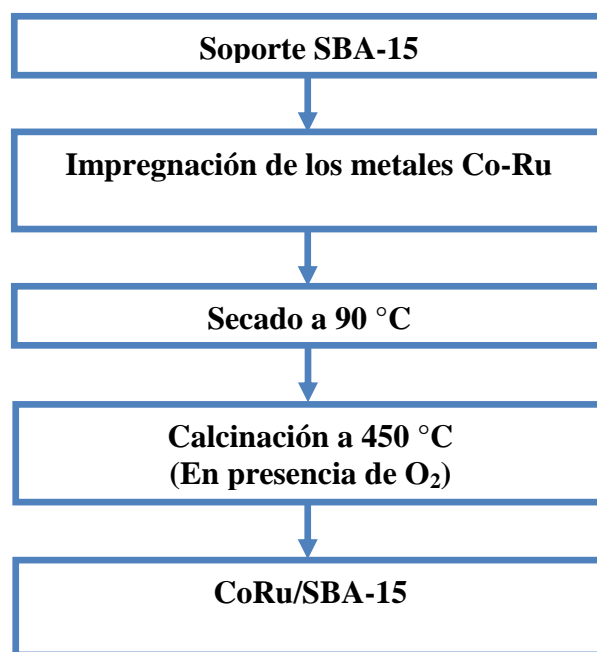 Soporte SBA-15
Impregnación de los metales Co-Ru
Secado a 90 °C
Calcinación a 450 °C
(En presencia de O₂)
CoRu/SBA-15